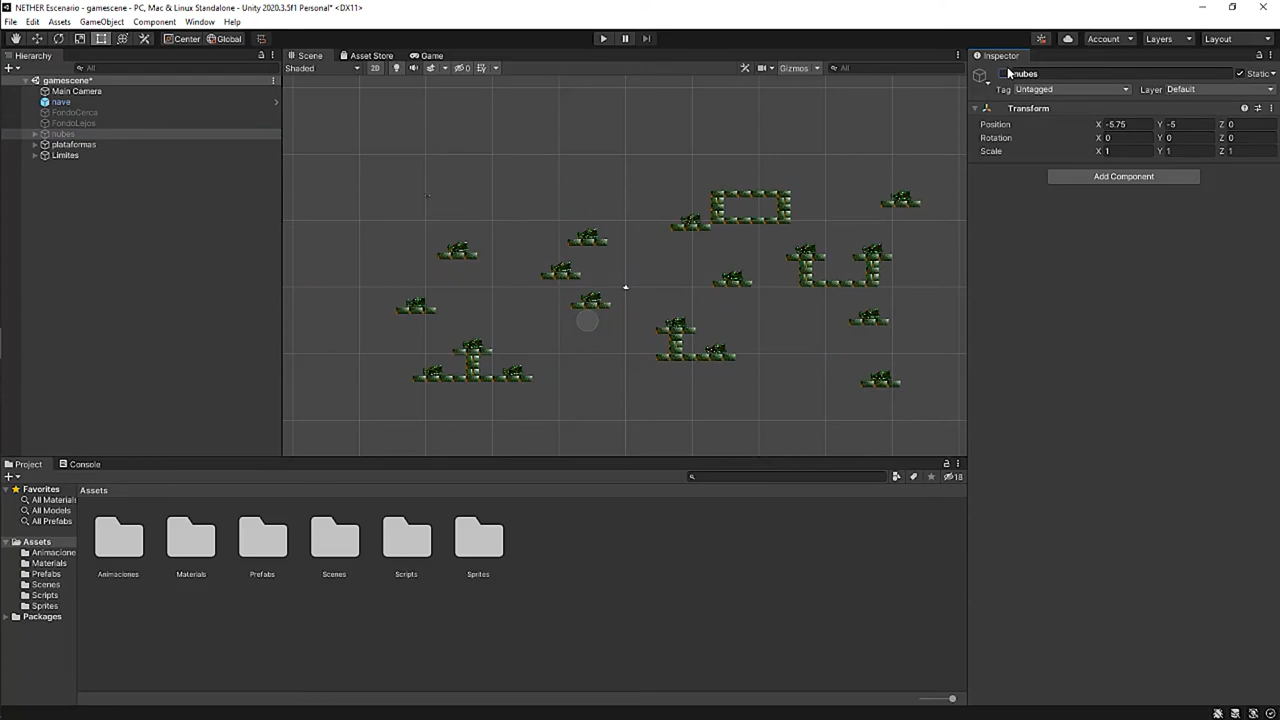 NETHER Escenario - gamescene - PC, Mac & Linux Standalone - Unity 2020.3.5f1 Personal* <DX11>
File Edit Assets GameObject Component Window Help
Center Global Account Layers Layout
Hierarchy
All
gamescene*
Main Camera
nave
FondoCerca
FondoLejos
nubes
plataformas
Limites
Scene Asset Store Game
Shaded 2D 0 Gizmos All
Inspector
nubes Static
Tag Untagged Layer Default
Transform
Position X -5.75 Y -5 Z 0
Rotation X 0 Y 0 Z 0
Scale X 1 Y 1 Z 1
Add Component
Project Console
18
Favorites
All Material
All Models
All Prefabs
Assets
Animacione
Materials
Prefabs
Scenes
Scripts
Sprites
Packages
Assets
Animaciones Materials Prefabs Scenes Scripts Sprites